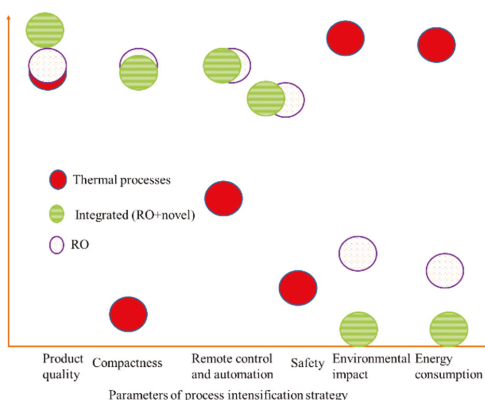 Thermal processes
Integrated (RO+novel)
RO
Product quality
Compactness
Remote control and automation
Safety
Environmental impact
Energy consumption
Parameters of process intensification strategy